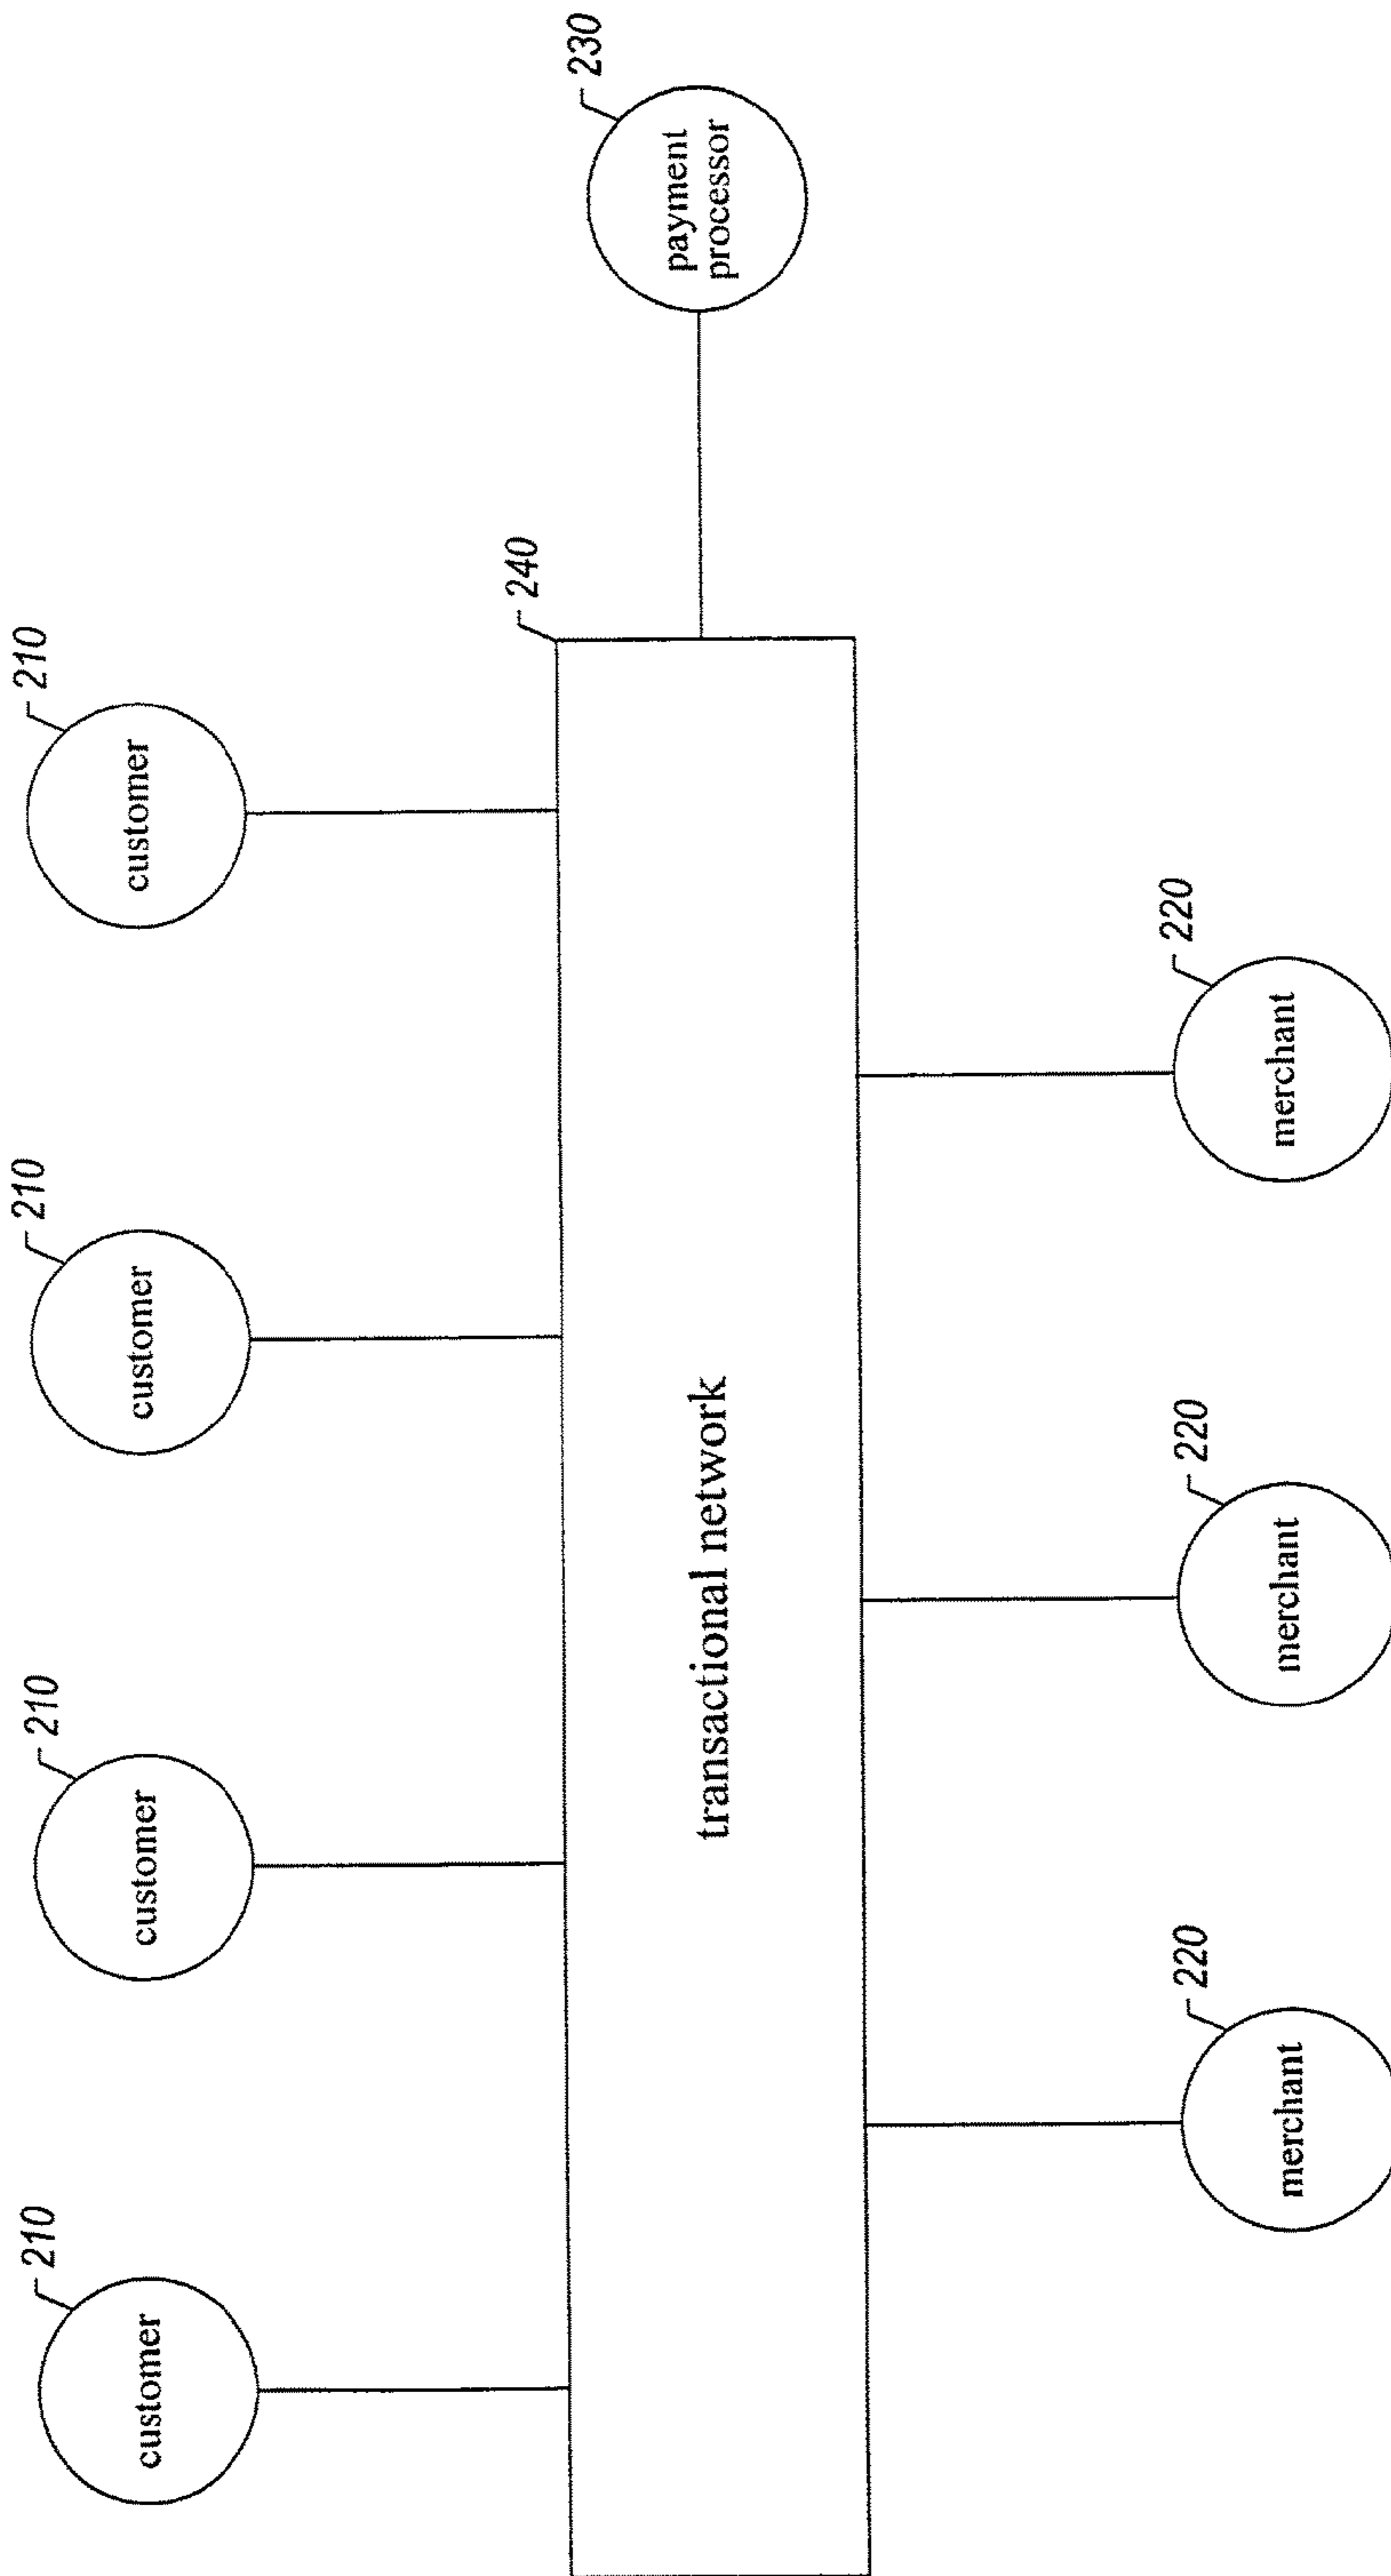 210
customer
210
customer
210
customer
210
customer
240
transactional network
230
payment
processor
220
merchant
220
merchant
220
merchant